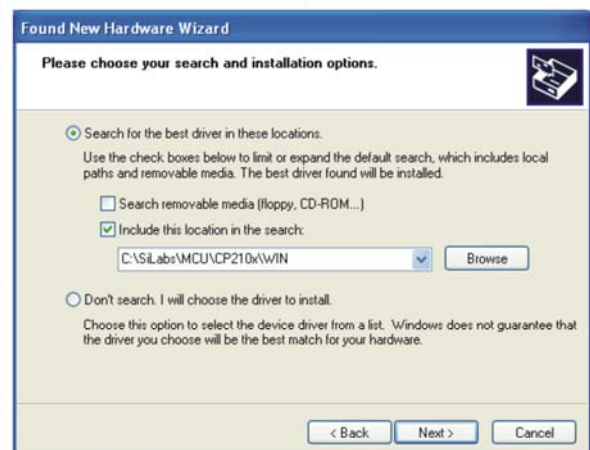 Found New Hardware Wizard
Please choose your search and installation options.
Search for the best driver in these locations.
Use the check boxes below to limit or expand the default search, which includes local
paths and removable media. The best driver found will be installed.
Search removable media (floppy, CD-ROM...)
Include this location in the search:
C:\SiLabs\MCU\CP210x\WIN
Browse
Don't search. I will choose the driver to install.
Choose this option to select the device driver from a list. Windows does not guarantee that
the driver you choose will be the best match for your hardware.
< Back
Next >
Cancel